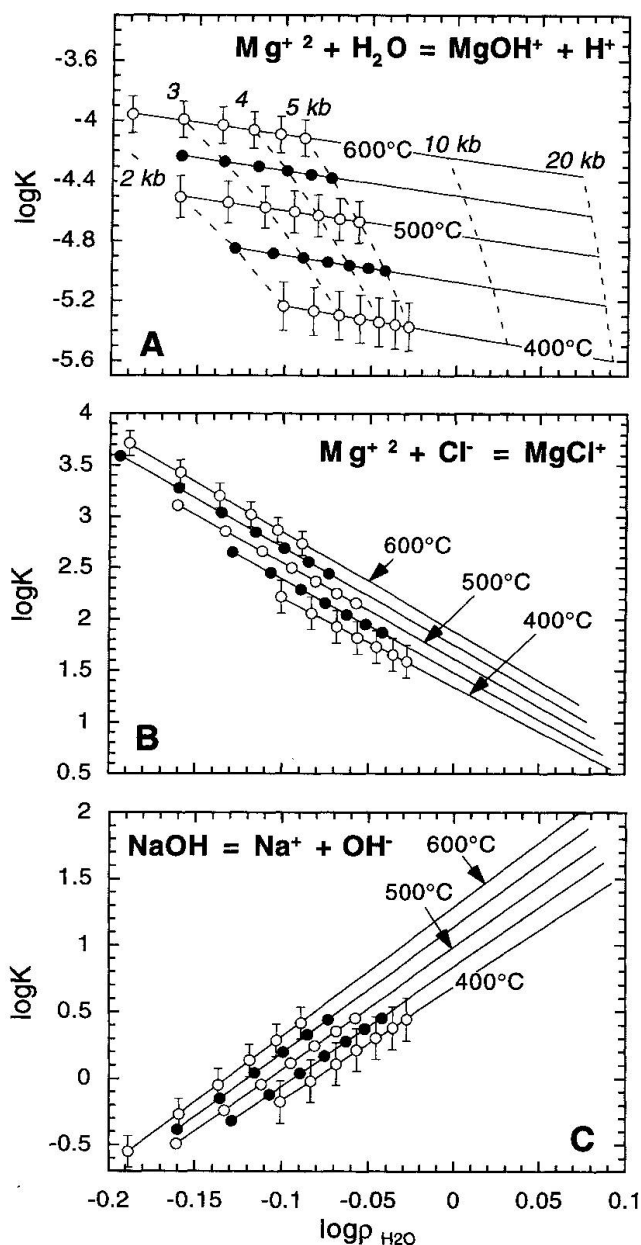 Mg⁺² + H₂O = MgOH⁺ + H⁺
-3.6
-4
-4.4
-4.8
-5.2
-5.6
logK
3
4
5 kb
2 kb
10 kb
20 kb
600°C
500°C
400°C
A
Mg⁺² + Cl⁻ = MgCl⁺
4
3.5
3
2.5
2
1.5
1
0.5
logK
600°C
500°C
400°C
B
NaOH = Na⁺ + OH⁻
2
1.5
1
0.5
0
-0.5
logK
600°C
500°C
400°C
C
-0.2 -0.15 -0.1 -0.05 0 0.05 0.1
logρ H2O